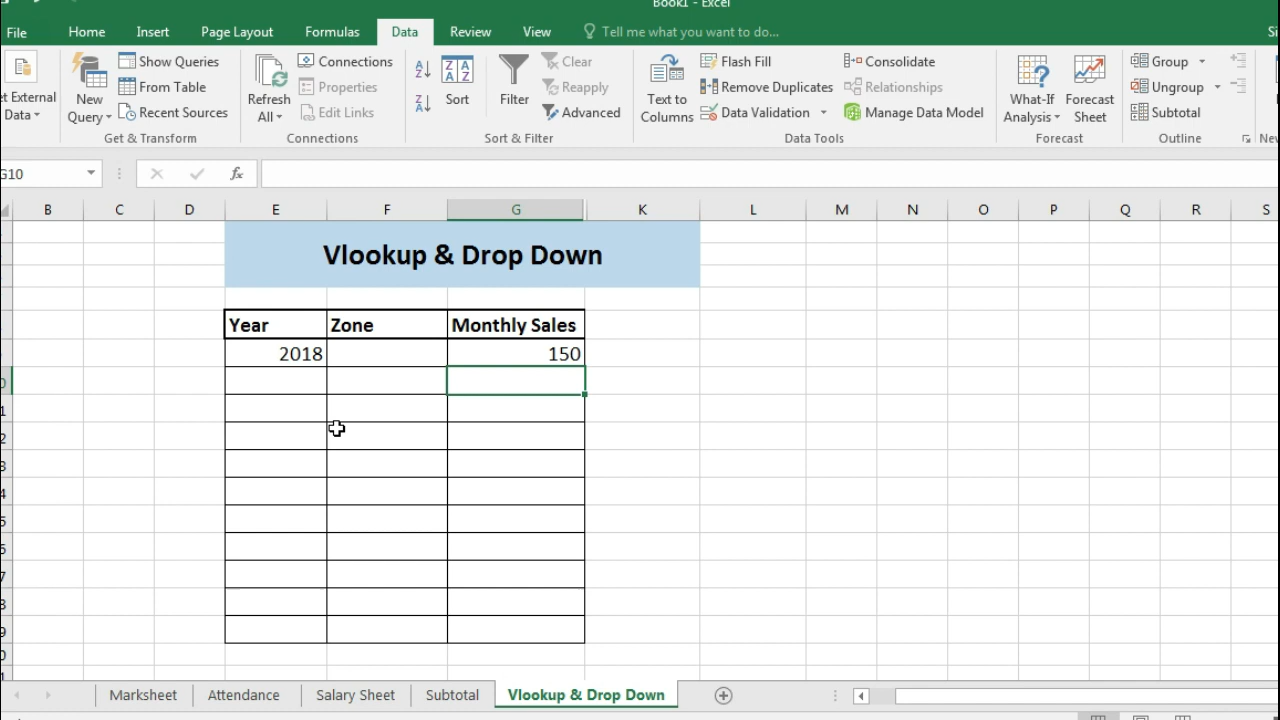 Book1 - Excel
File Home Insert Page Layout Formulas Data Review View Tell me what you want to do...
Show Queries Connections Clear Flash Fill Consolidate Group
New Query From Table Refresh All Properties Sort Filter Reapply Text to Columns Remove Duplicates Relationships What-If Analysis Forecast Sheet Ungroup
External Data Recent Sources Edit Links Advanced Data Validation Manage Data Model Subtotal
Get & Transform Connections Sort & Filter Data Tools Forecast Outline
G10 fx
B C D E F G K L M N O P Q R S
Vlookup & Drop Down
Year Zone Monthly Sales
2018 150
Marksheet Attendance Salary Sheet Subtotal Vlookup & Drop Down